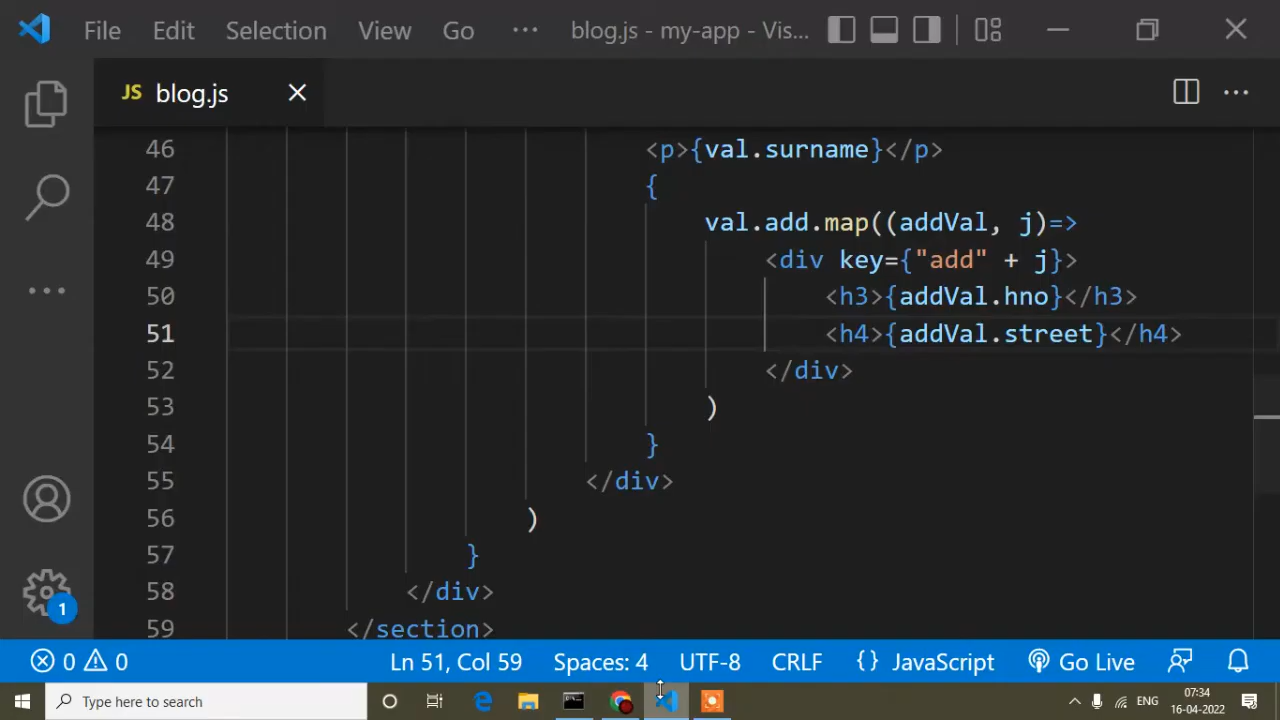 File Edit Selection View Go ··· blog.js - my-app - Vis...
JS blog.js
46 <p>{val.surname}</p>
47 {
48 val.add.map((addVal, j)=>
49 <div key={"add" + j}>
50 <h3>{addVal.hno}</h3>
51 <h4>{addVal.street}</h4>
52 </div>
53 )
54 }
55 </div>
56 )
57 }
58 </div>
59 </section>
1
0 0 Ln 51, Col 59 Spaces: 4 UTF-8 CRLF {} JavaScript Go Live
Type here to search ENG 07:34
16-04-2022